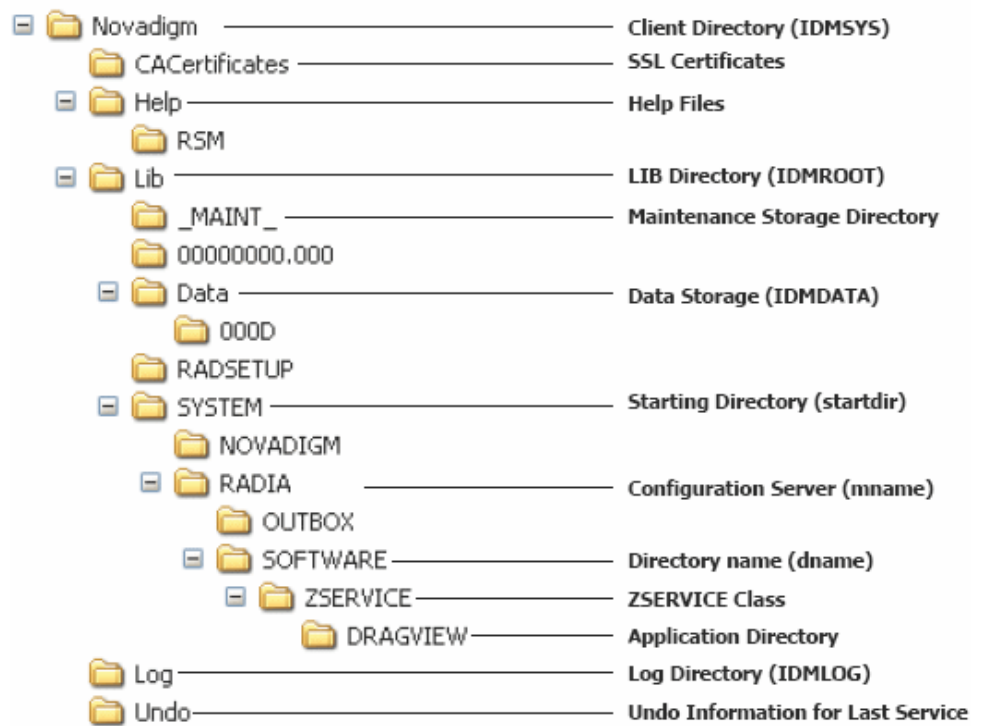 Novadigm Client Directory (IDMSYS)
CACertificates SSL Certificates
Help Help Files
RSM
Lib LIB Directory (IDMROOT)
_MAINT_ Maintenance Storage Directory
00000000.000
Data Data Storage (IDMDATA)
000D
RADSETUP
SYSTEM Starting Directory (startdir)
NOVADIGM
RADIA Configuration Server (mname)
OUTBOX
SOFTWARE Directory name (dname)
ZSERVICE ZSERVICE Class
DRAGVIEW Application Directory
Log Log Directory (IDMLOG)
Undo Undo Information for Last Service